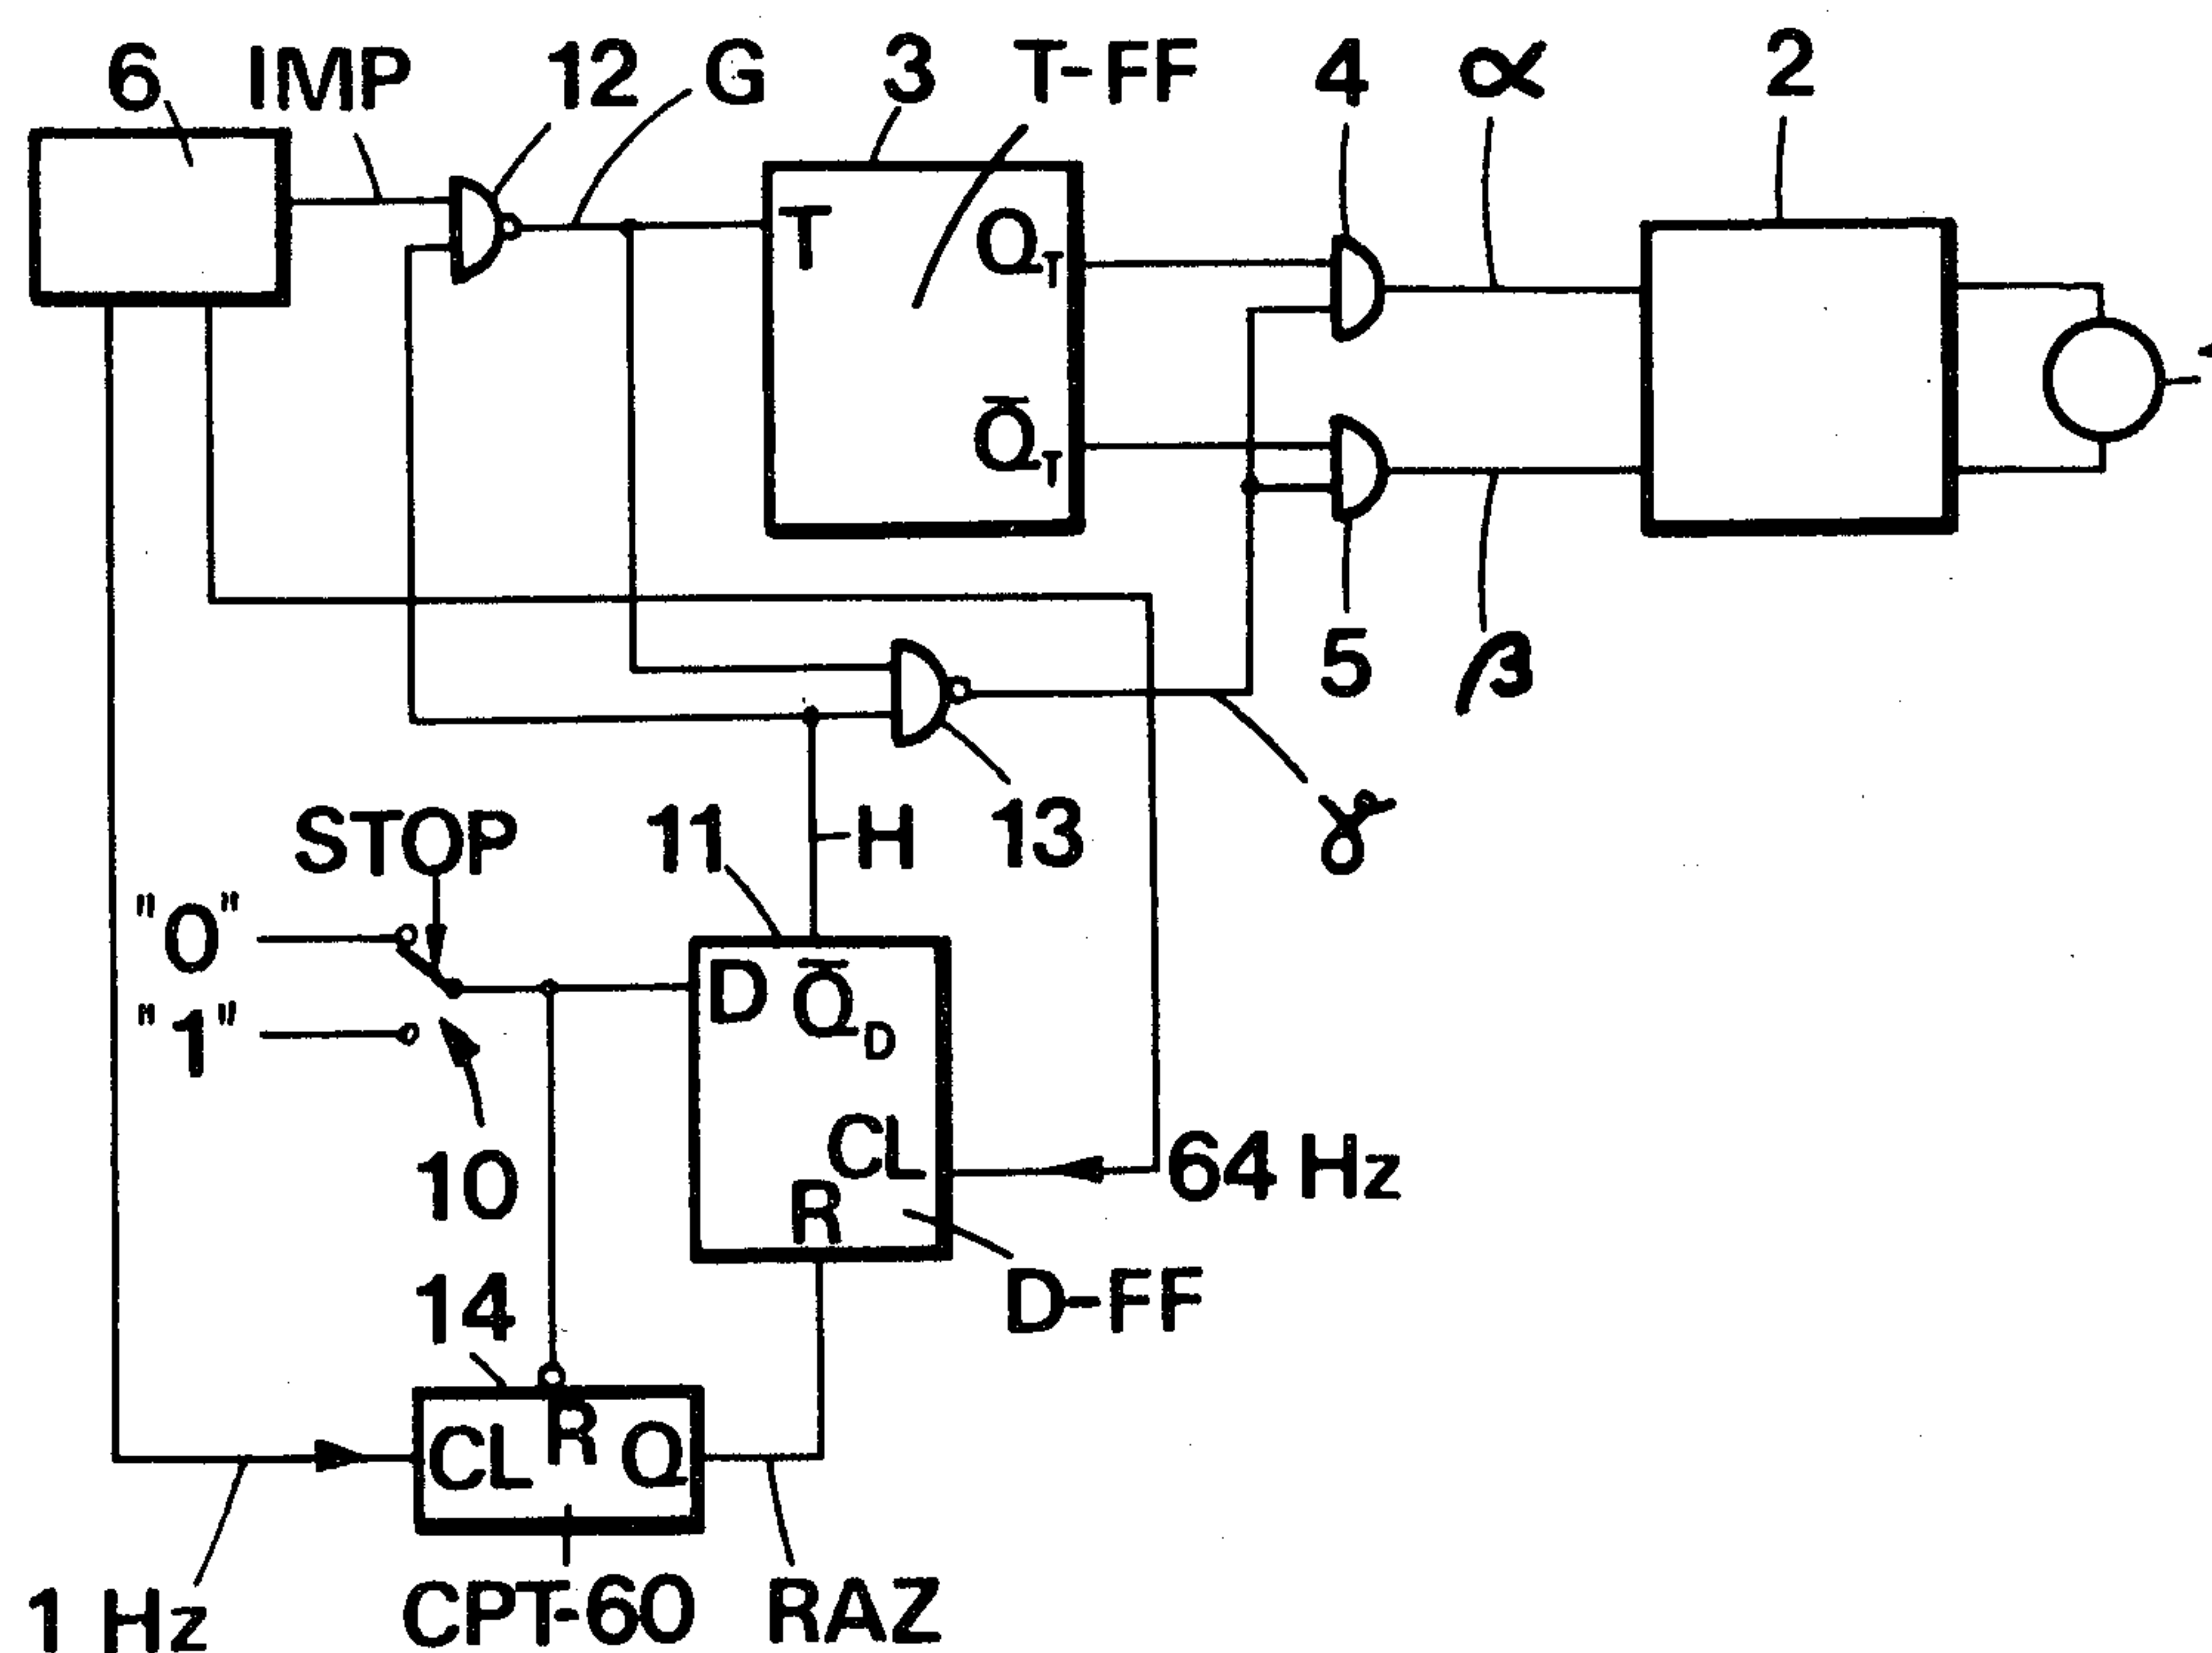 6 IMP 12 G 3 T-FF 4 α 2
T Q_T
1
Q̄_T
5 β
STOP 11 H 13 γ
"0"
"1"
D Q̄_D
CL
10 R 64 Hz
14 D-FF
CL R Q
1 Hz CPT-60 RAZ